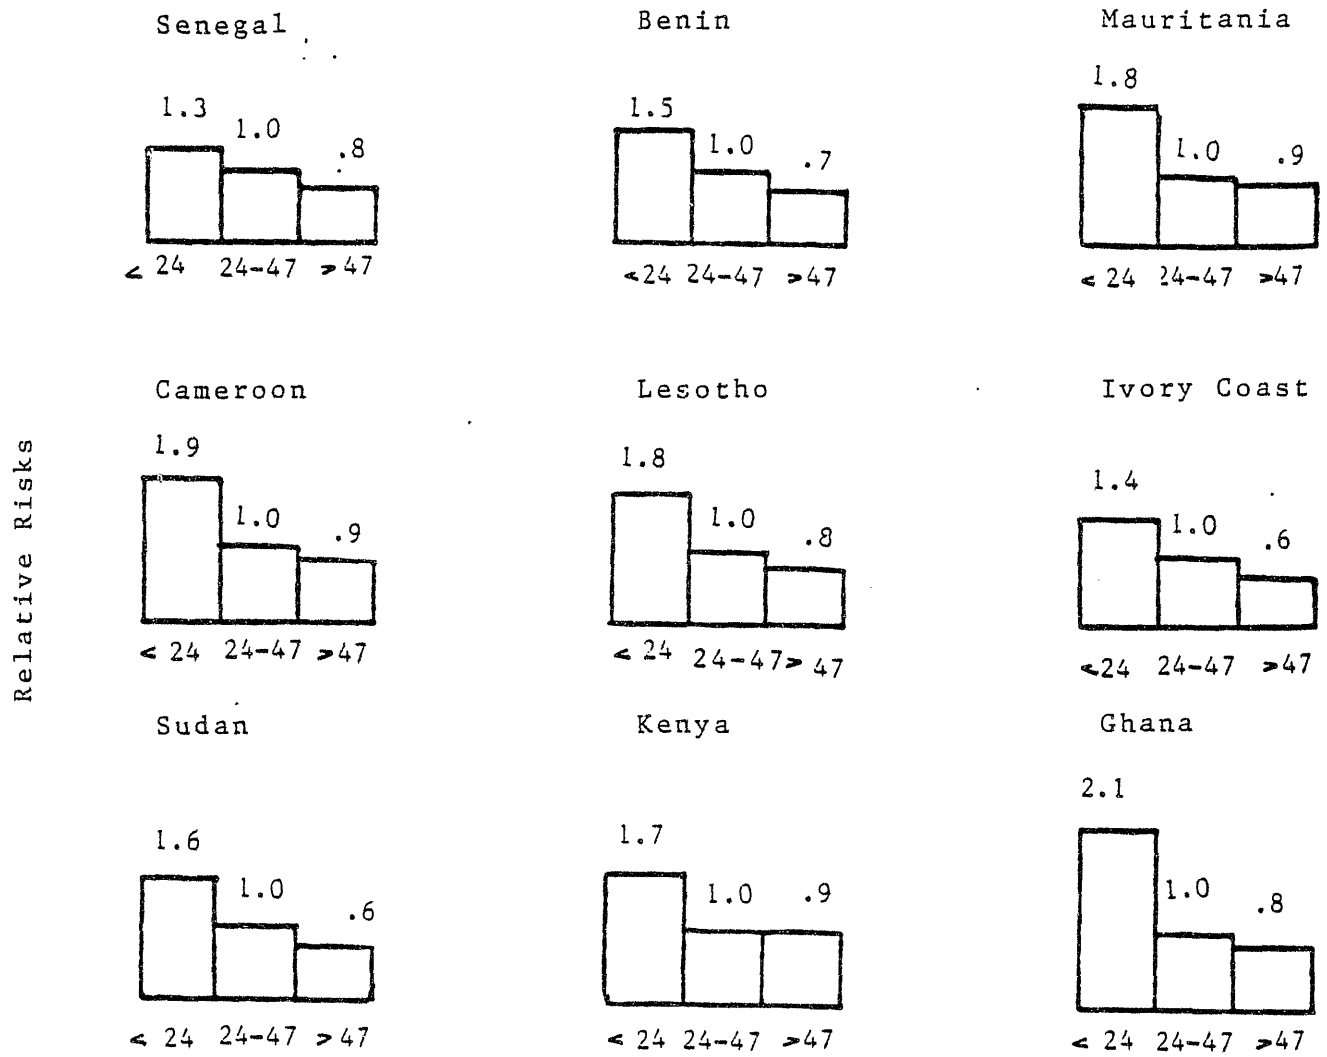 Senegal
1.3 1.0 .8
< 24 24-47 >47
Benin
1.5 1.0 .7
<24 24-47 >47
Mauritania
1.8 1.0 .9
< 24 24-47 >47
Relative Risks
Cameroon
1.9 1.0 .9
< 24 24-47 >47
Lesotho
1.8 1.0 .8
< 24 24-47> 47
Ivory Coast
1.4 1.0 .6
<24 24-47 >47
Sudan
1.6 1.0 .6
< 24 24-47 >47
Kenya
1.7 1.0 .9
< 24 24-47 >47
Ghana
2.1 1.0 .8
< 24 24-47 >47